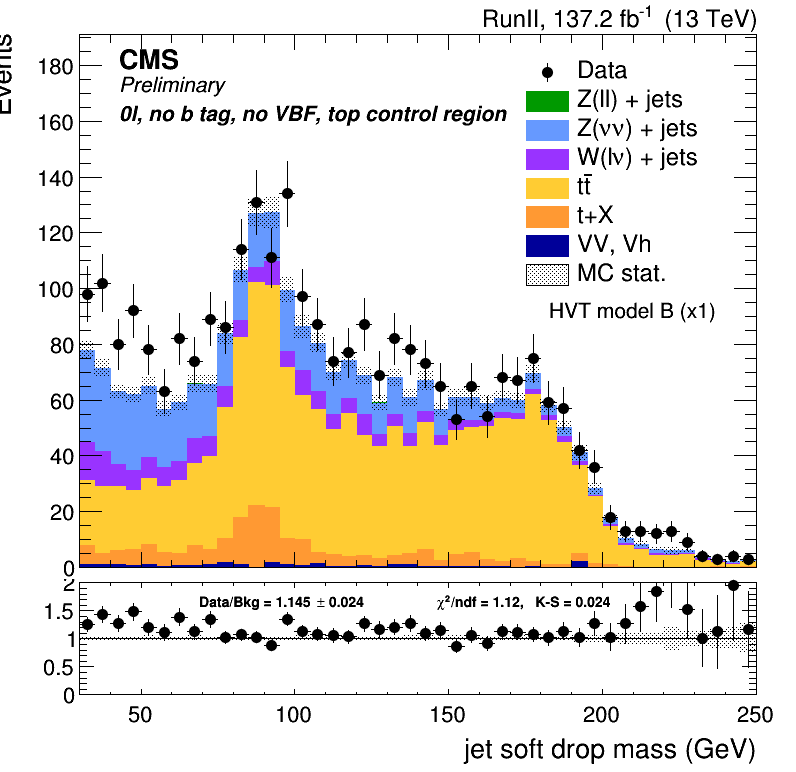 RunII, 137.2 fb-1 (13 TeV)
Events
CMS
Preliminary
0l, no b tag, no VBF, top control region
Data
Z(ll) + jets
Z(νν) + jets
W(lν) + jets
tt̄
t+X
VV, Vh
MC stat.
HVT model B (x1)
180
160
140
120
100
80
60
40
20
0
Data/Bkg = 1.145 ± 0.024
χ²/ndf = 1.12, K-S = 0.024
2
1.5
1
0.5
0
50 100 150 200 250
jet soft drop mass (GeV)